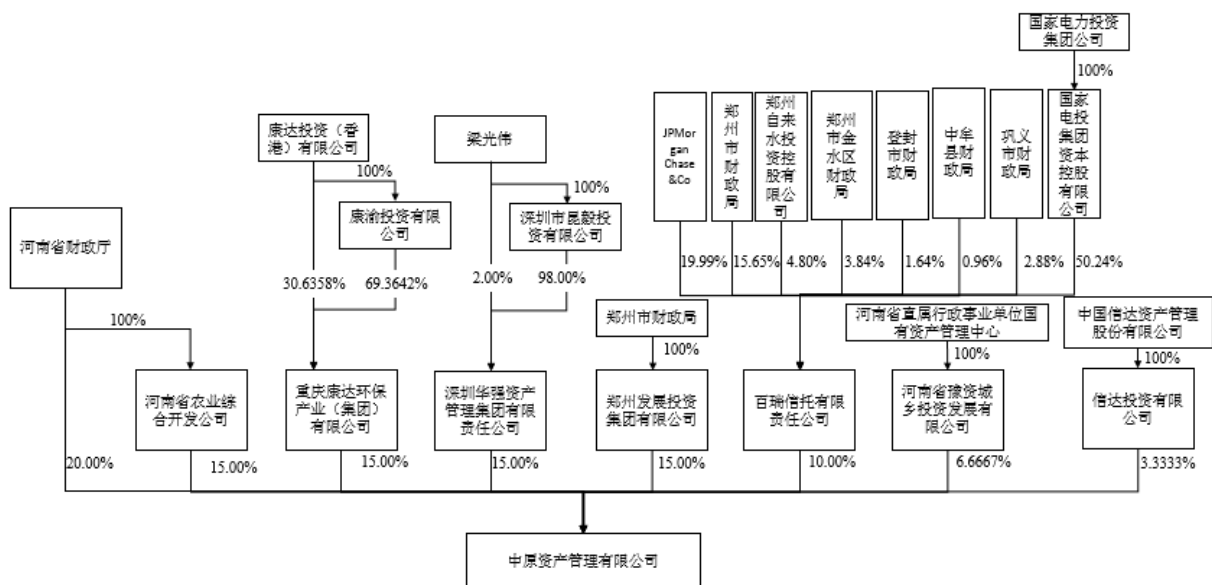 国家电力投资
集团公司
100%
JPMor
gan
Chase
&Co
郑州市财政局
郑州自来水投资控股有限公司
郑州市金水区财政局
登封市财政局
中牟县财政局
巩义市财政局
国家电投集团资本控股有限公司
康达投资（香
港）有限公司
梁光伟
100%
100%
河南省财政厅
康渝投资有限
公司
深圳市昆毅投
资有限公司
19.99%
15.65%
4.80%
3.84%
1.64%
0.96%
2.88%
50.24%
30.6358%
69.3642%
2.00%
98.00%
郑州市财政局
河南省直属行政事业单位国
有资产管理中心
中国信达资产管理
股份有限公司
100%
100%
100%
100%
河南省农业综
合开发公司
重庆康达环保
产业（集团）
有限公司
深圳华强资产
管理集团有限
责任公司
郑州发展投资
集团有限公司
百瑞信托有限
责任公司
河南省豫资城
乡投资发展有
限公司
信达投资有
限公司
20.00%
15.00%
15.00%
15.00%
15.00%
10.00%
6.6667%
3.3333%
中原资产管理有限公司